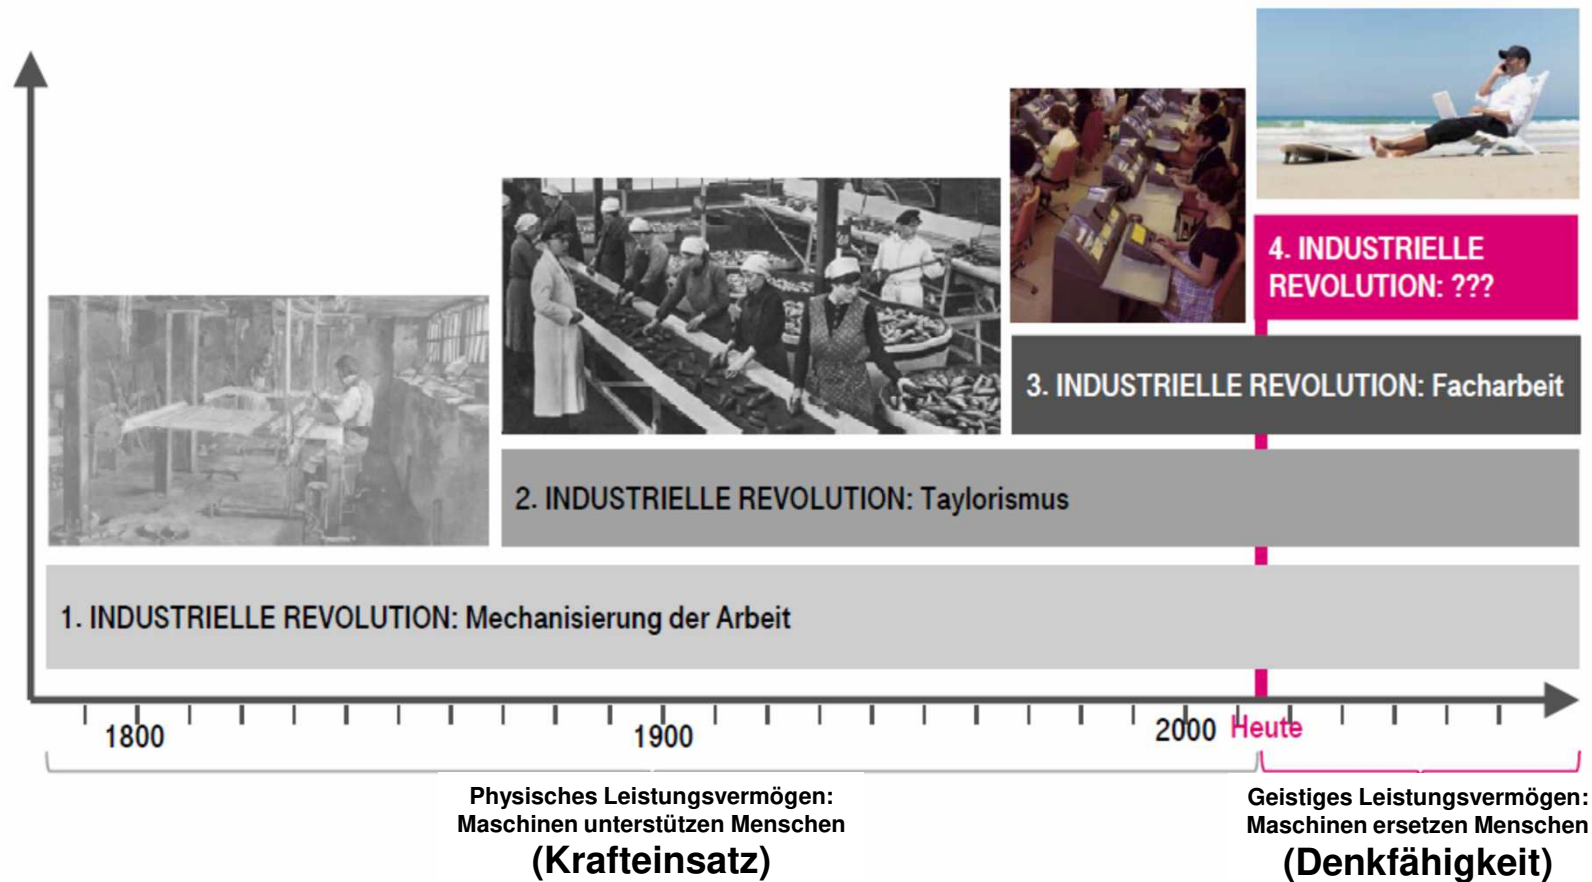 4. INDUSTRIELLE
REVOLUTION: ???
3. INDUSTRIELLE REVOLUTION: Facharbeit
2. INDUSTRIELLE REVOLUTION: Taylorismus
1. INDUSTRIELLE REVOLUTION: Mechanisierung der Arbeit
1800 1900 2000 Heute
Physisches Leistungsvermögen:
Maschinen unterstützen Menschen
(Krafteinsatz)
Geistiges Leistungsvermögen:
Maschinen ersetzen Menschen
(Denkfähigkeit)